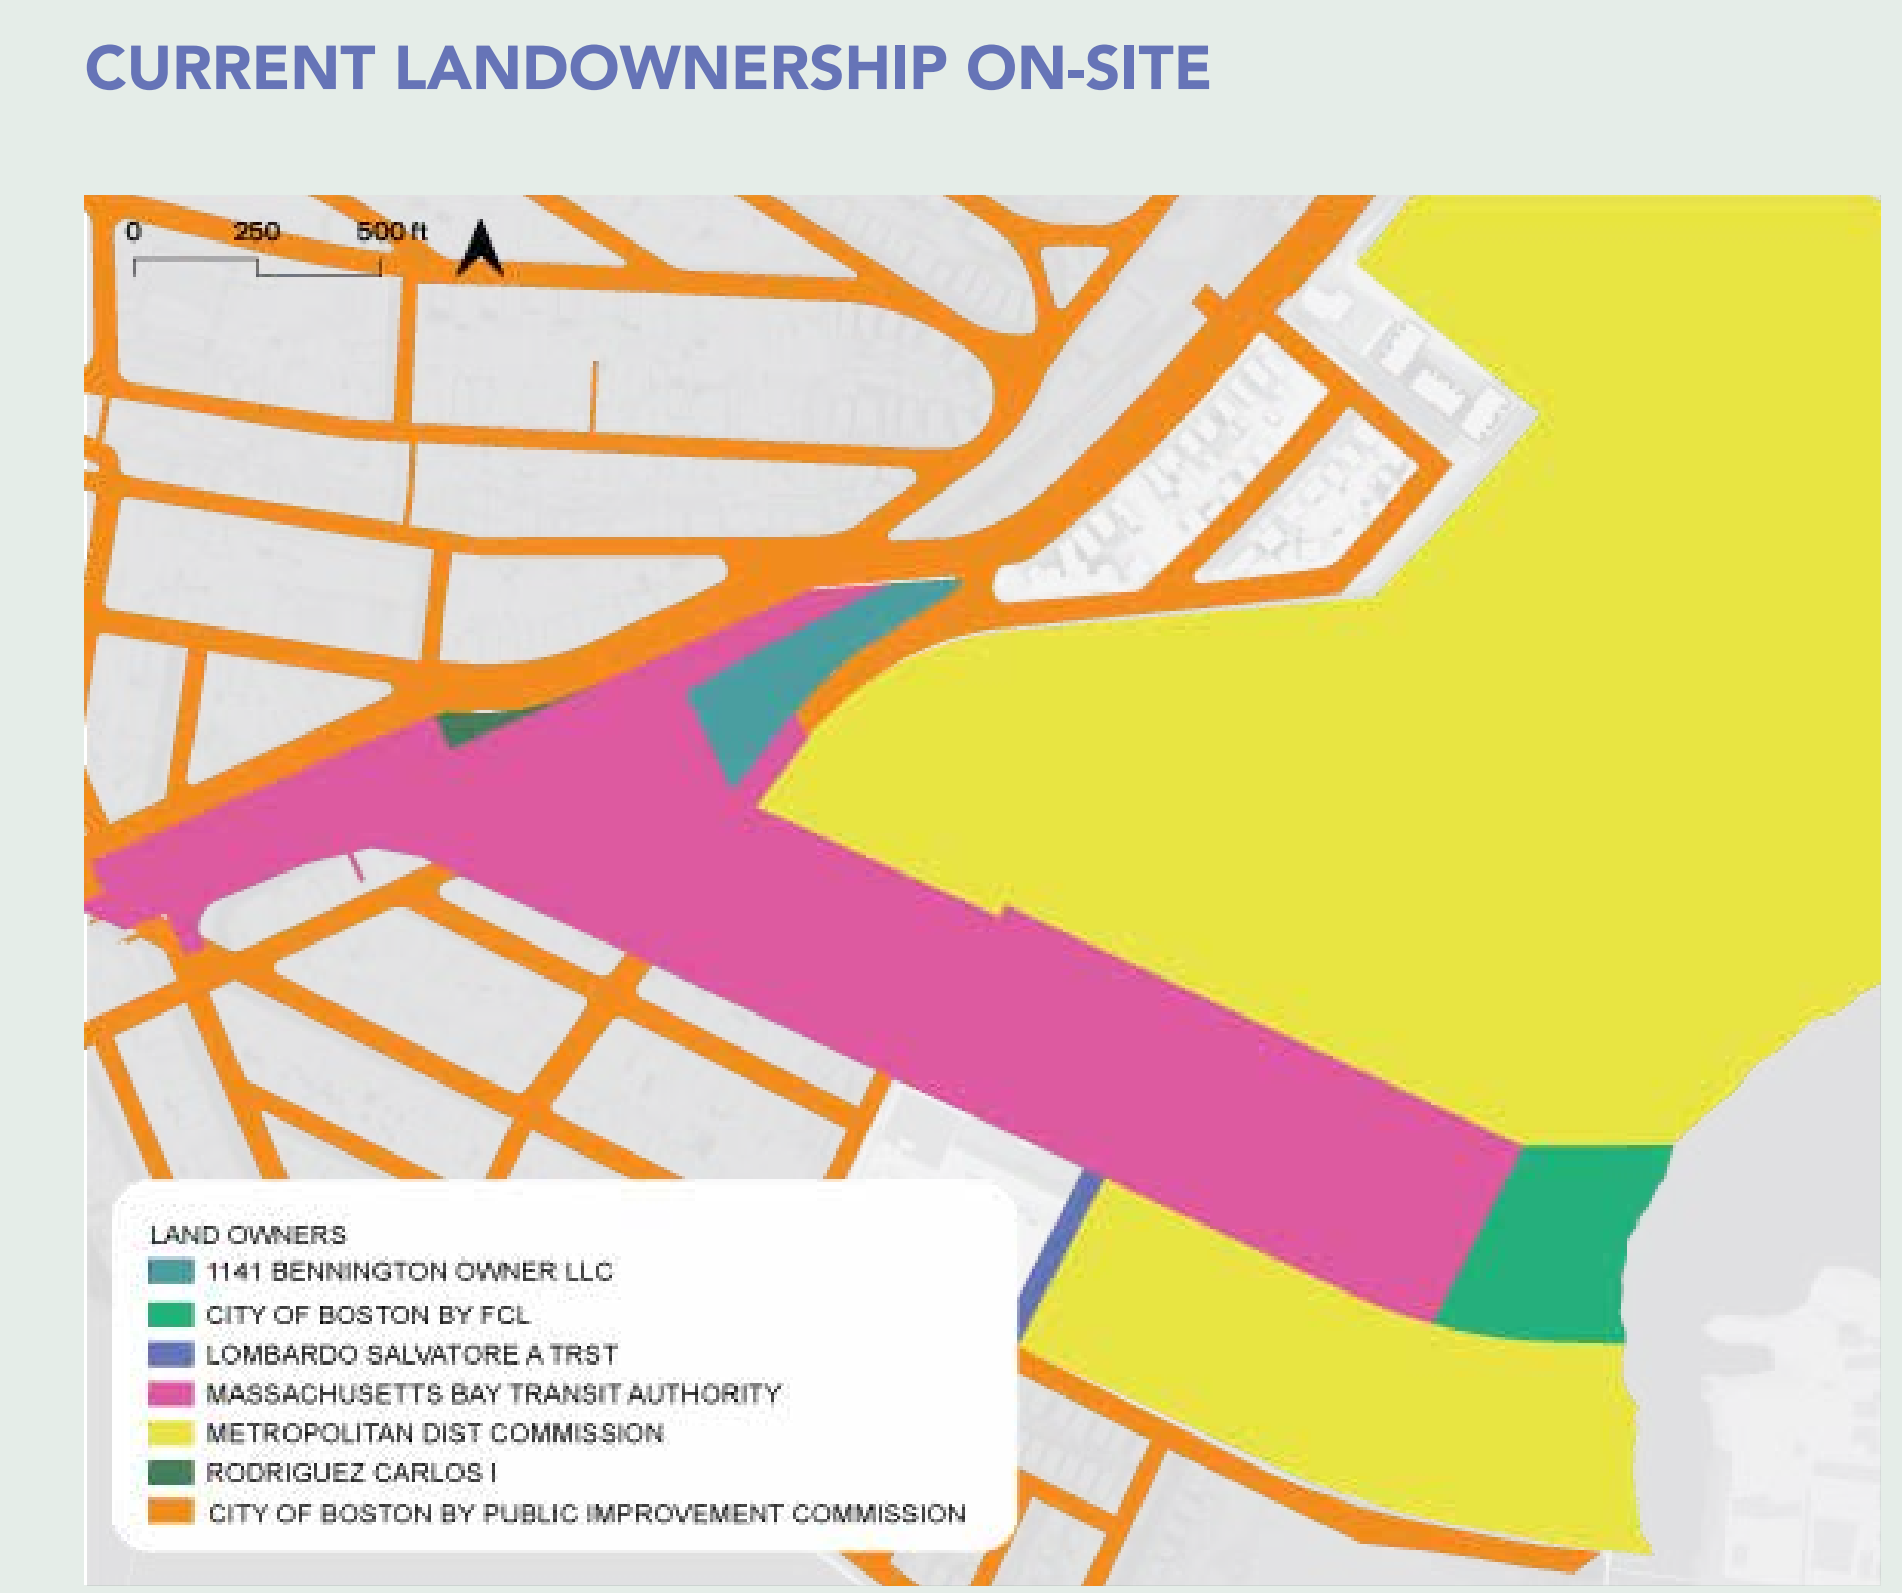 CURRENT LANDOWNERSHIP ON-SITE
0 250 500 ft
LAND OWNERS
1141 BENNINGTON OWNER LLC
CITY OF BOSTON BY FCL
LOMBARDO SALVATORE A TRST
MASSACHUSETTS BAY TRANSIT AUTHORITY
METROPOLITAN DIST COMMISSION
RODRIGUEZ CARLOS I
CITY OF BOSTON BY PUBLIC IMPROVEMENT COMMISSION